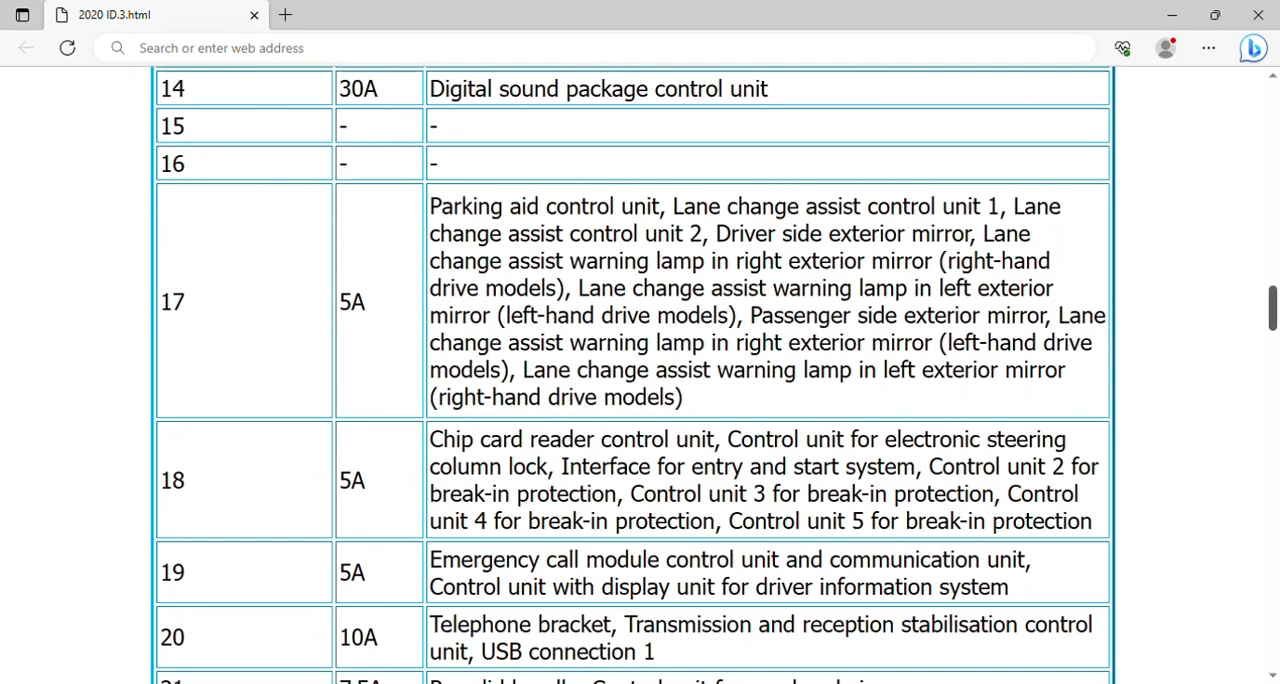 2020 ID.3.html
Search or enter web address
14 30A Digital sound package control unit
15 - -
16 - -
17 5A Parking aid control unit, Lane change assist control unit 1, Lane
change assist control unit 2, Driver side exterior mirror, Lane
change assist warning lamp in right exterior mirror (right-hand
drive models), Lane change assist warning lamp in left exterior
mirror (left-hand drive models), Passenger side exterior mirror, Lane
change assist warning lamp in right exterior mirror (left-hand drive
models), Lane change assist warning lamp in left exterior mirror
(right-hand drive models)
18 5A Chip card reader control unit, Control unit for electronic steering
column lock, Interface for entry and start system, Control unit 2 for
break-in protection, Control unit 3 for break-in protection, Control
unit 4 for break-in protection, Control unit 5 for break-in protection
19 5A Emergency call module control unit and communication unit,
Control unit with display unit for driver information system
20 10A Telephone bracket, Transmission and reception stabilisation control
unit, USB connection 1